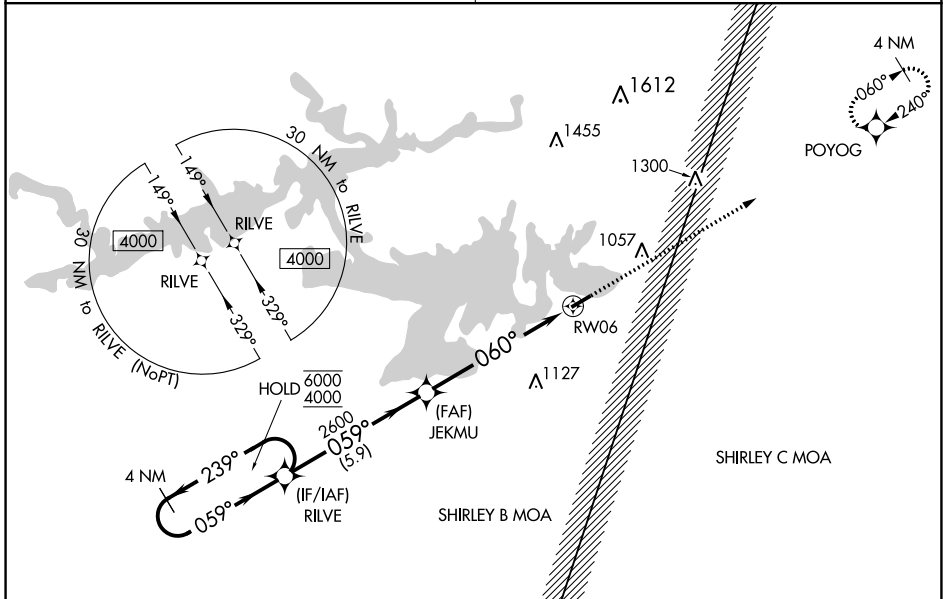 4 NM
060°
240°
POYOG
1612
1455
1300
1057
30 NM to RILVE
149°
149°
RILVE
4000
4000
RILVE
329°
329°
30 NM to RILVE (NoPT)
RW06
060°
1127
HOLD 6000
4000
2600
059°
(5.9)
(FAF)
JEKMU
4 NM
239°
059°
(IF/IAF)
RILVE
SHIRLEY B MOA
SHIRLEY C MOA